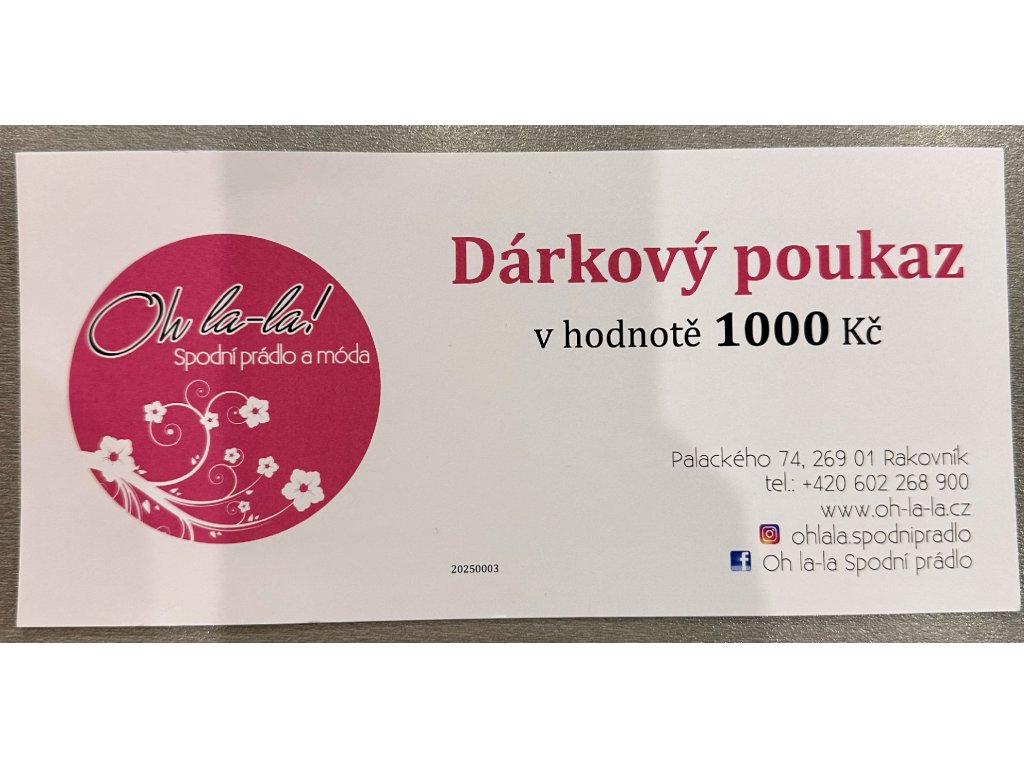 Oh la-la!
Spodní prádlo a móda
Dárkový poukaz
v hodnotě 1000 Kč
Palackého 74, 269 01 Rakovník
tel.: +420 602 268 900
www.oh-la-la.cz
ohlala.spodnipradlo
Oh la-la Spodní prádlo
20250003